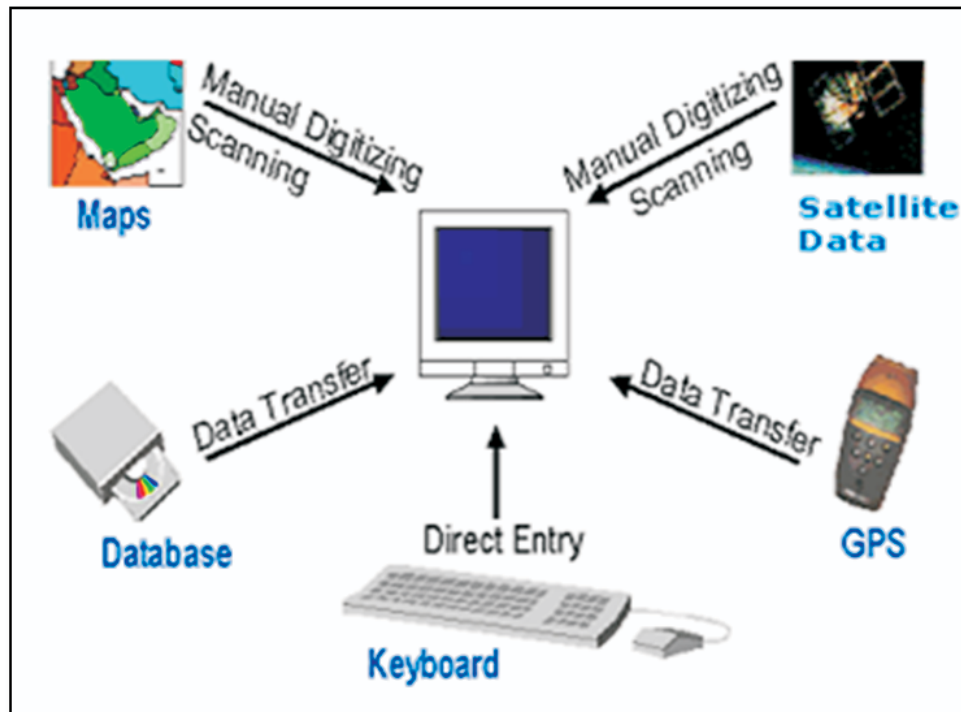 Manual Digitizing
Scanning
Maps
Manual Digitizing
Scanning
Satellite
Data
Data Transfer
Database
Data Transfer
GPS
Direct Entry
Keyboard